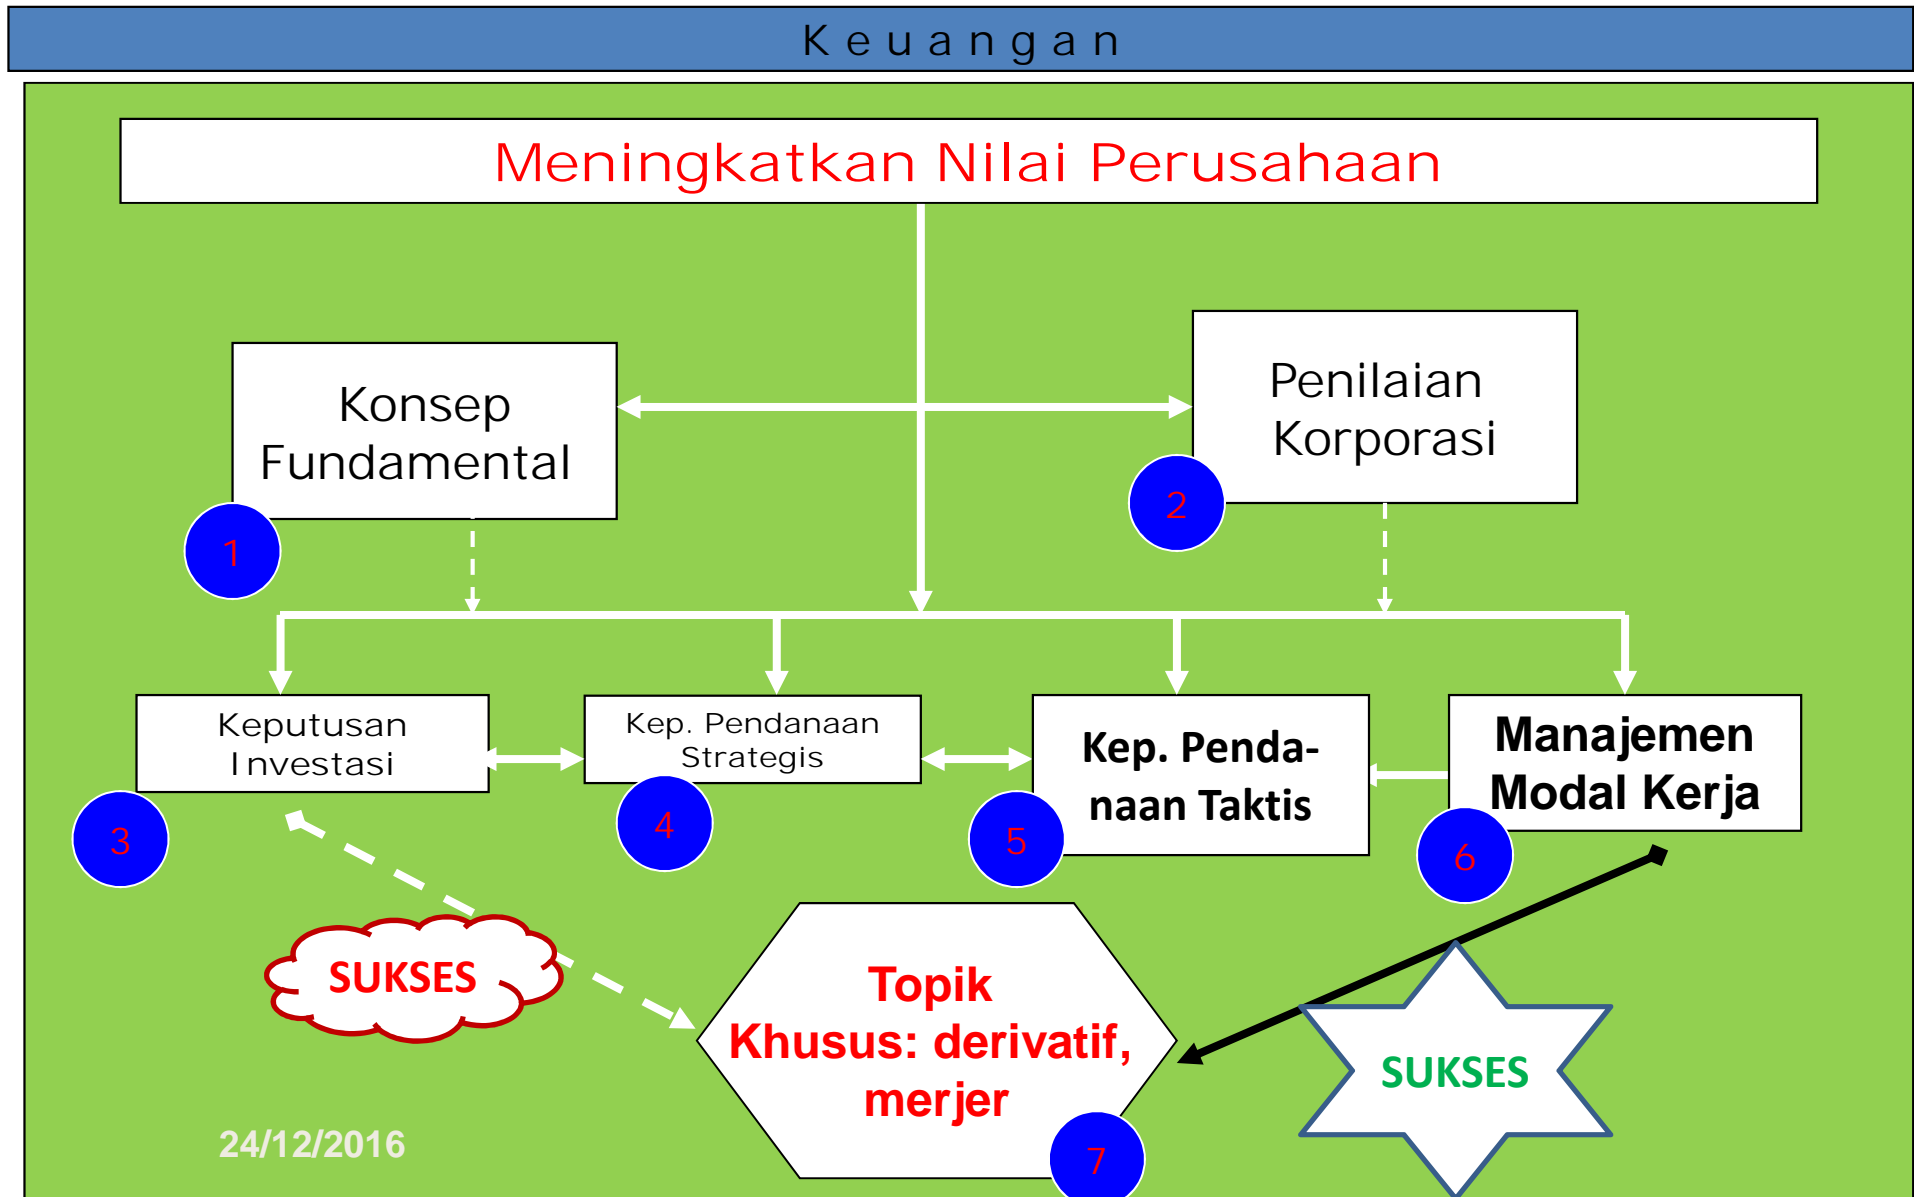 Keuangan
Meningkatkan Nilai Perusahaan
Konsep
Fundamental
1
Penilaian
Korporasi
2
Keputusan
Investasi
3
Kep. Pendanaan
Strategis
4
Kep. Penda-
naan Taktis
5
Manajemen
Modal Kerja
6
SUKSES
Topik
Khusus: derivatif,
merjer
7
SUKSES
24/12/2016